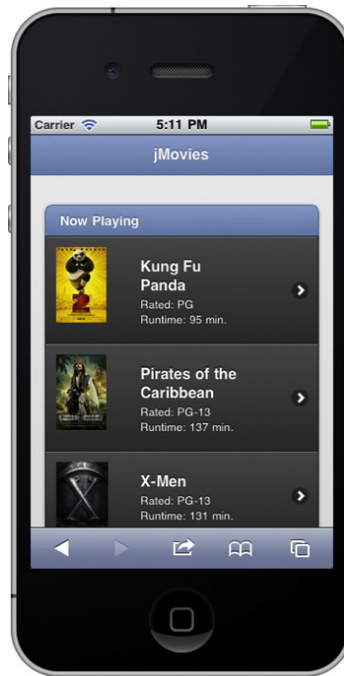 Carrier 5:11 PM
jMovies
Now Playing
Kung Fu
Panda
Rated: PG
Runtime: 95 min.
2
Pirates of the
Caribbean
Rated: PG-13
Runtime: 137 min.
X-Men
Rated: PG-13
Runtime: 131 min.